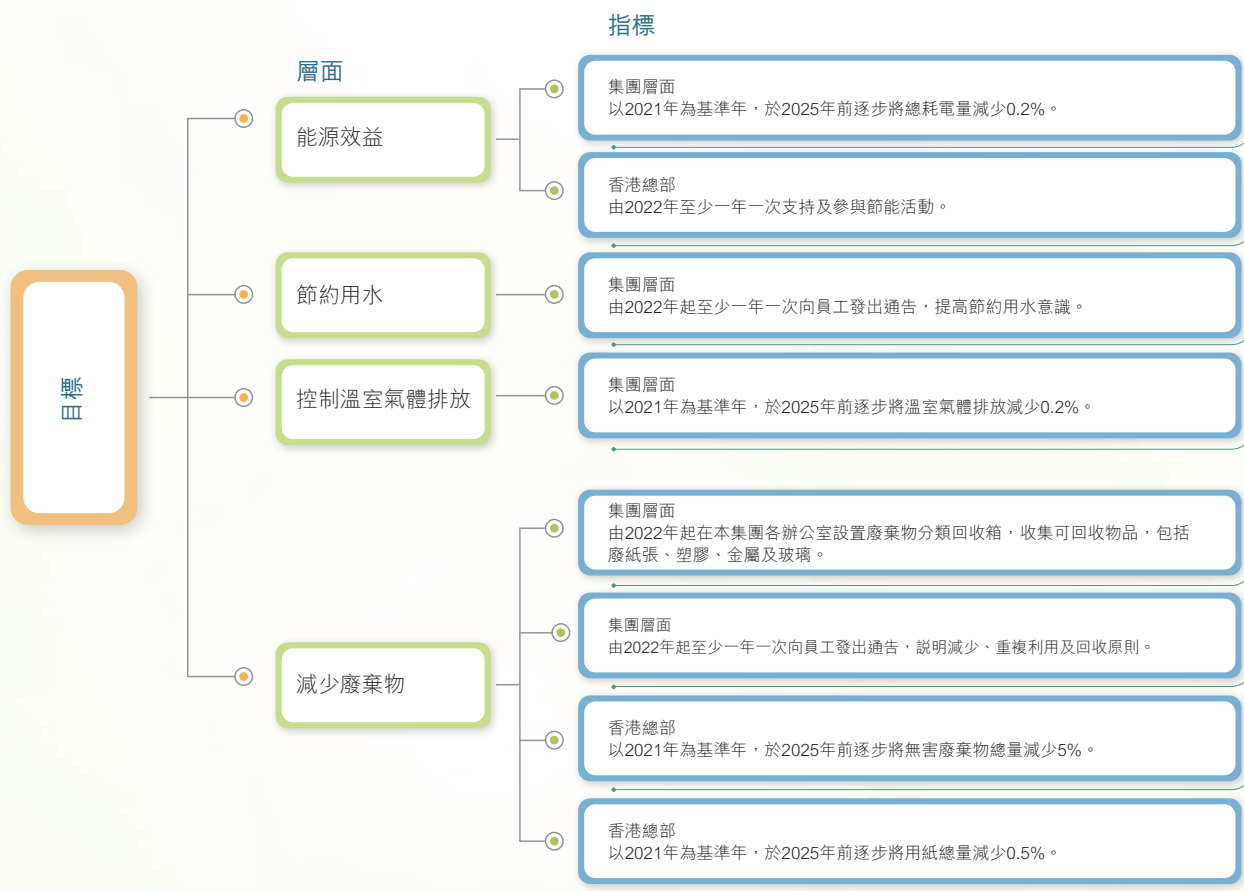 指標
層面
目標
能源效益
集團層面
以2021年為基準年，於2025年前逐步將總耗電量減少0.2%。
香港總部
由2022年至少一年一次支持及參與節能活動。
節約用水
集團層面
由2022年起至少一年一次向員工發出通告，提高節約用水意識。
控制溫室氣體排放
集團層面
以2021年為基準年，於2025年前逐步將溫室氣體排放減少0.2%。
減少廢棄物
集團層面
由2022年起在本集團各辦公室設置廢棄物分類回收箱，收集可回收物品，包括
廢紙張、塑膠、金屬及玻璃。
集團層面
由2022年起至少一年一次向員工發出通告，說明減少、重複利用及回收原則。
香港總部
以2021年為基準年，於2025年前逐步將無害廢棄物總量減少5%。
香港總部
以2021年為基準年，於2025年前逐步將用紙總量減少0.5%。